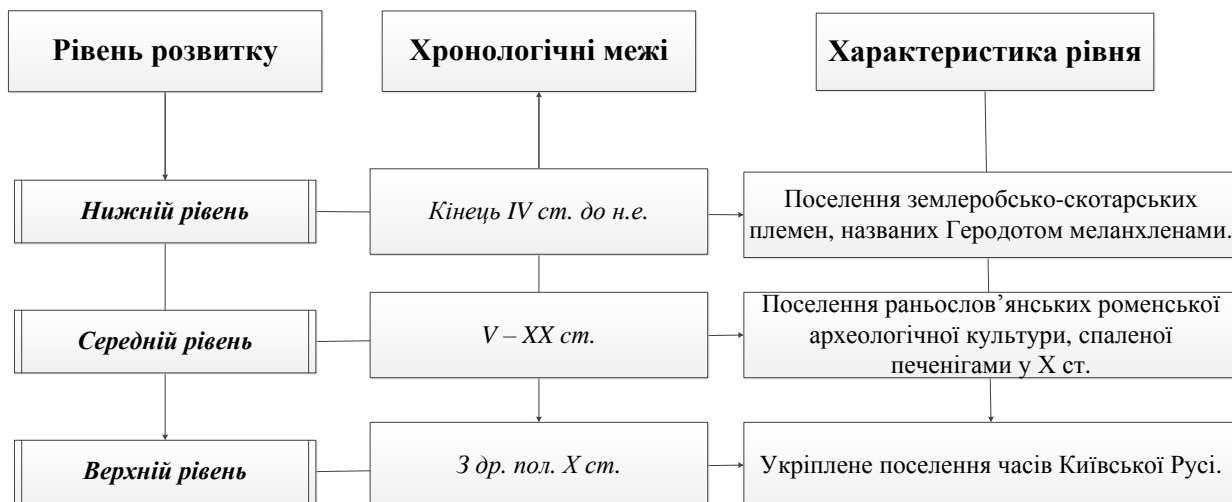 Рівень розвитку
Хронологічні межі
Характеристика рівня
Нижній рівень
Кінець IV ст. до н.е.
Поселення землеробсько-скотарських
племен, названих Геродотом меланхленами.
Середній рівень
V – XX ст.
Поселення раньослов’янських роменської
археологічної культури, спаленої
печенігами у X ст.
Верхній рівень
З др. пол. X ст.
Укріплене поселення часів Київської Русі.